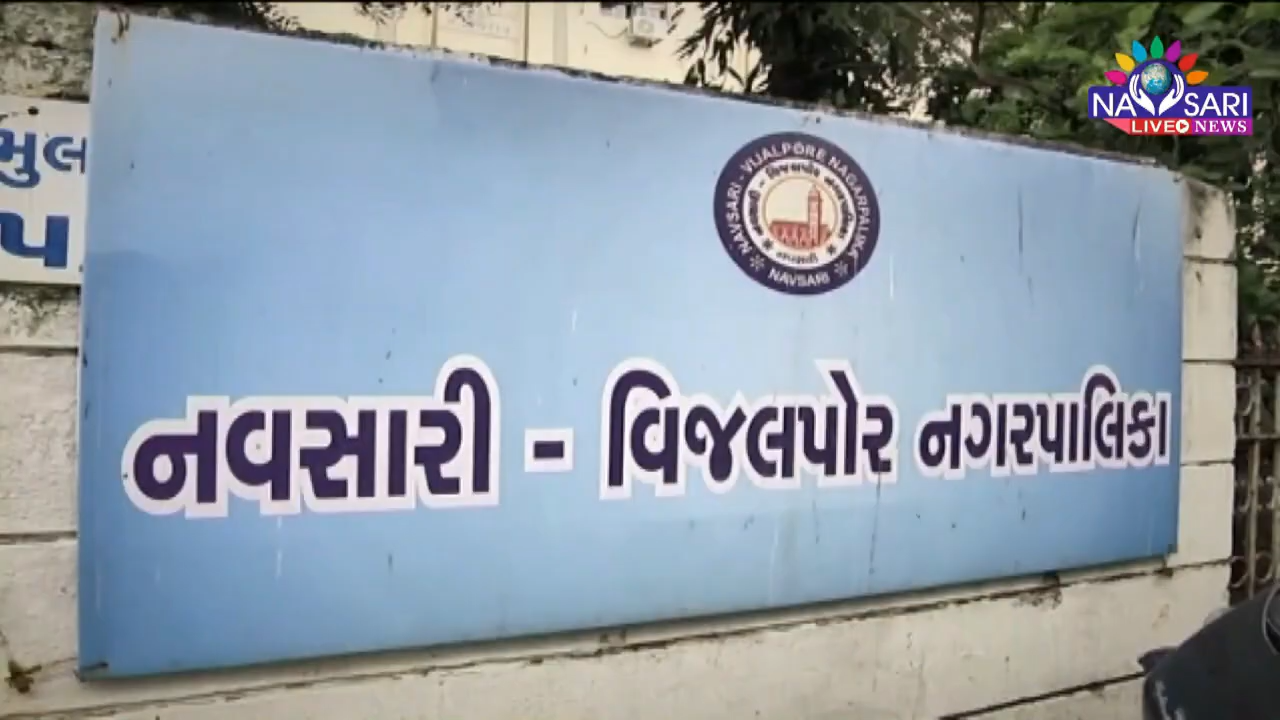 NAVSARI
LIVE NEWS
મુલ
પ
NAVSARI - VIJALPORE NAGARPALIKA
NAVSARI
નવસારી - વિજલપોર નગરપાલિકા